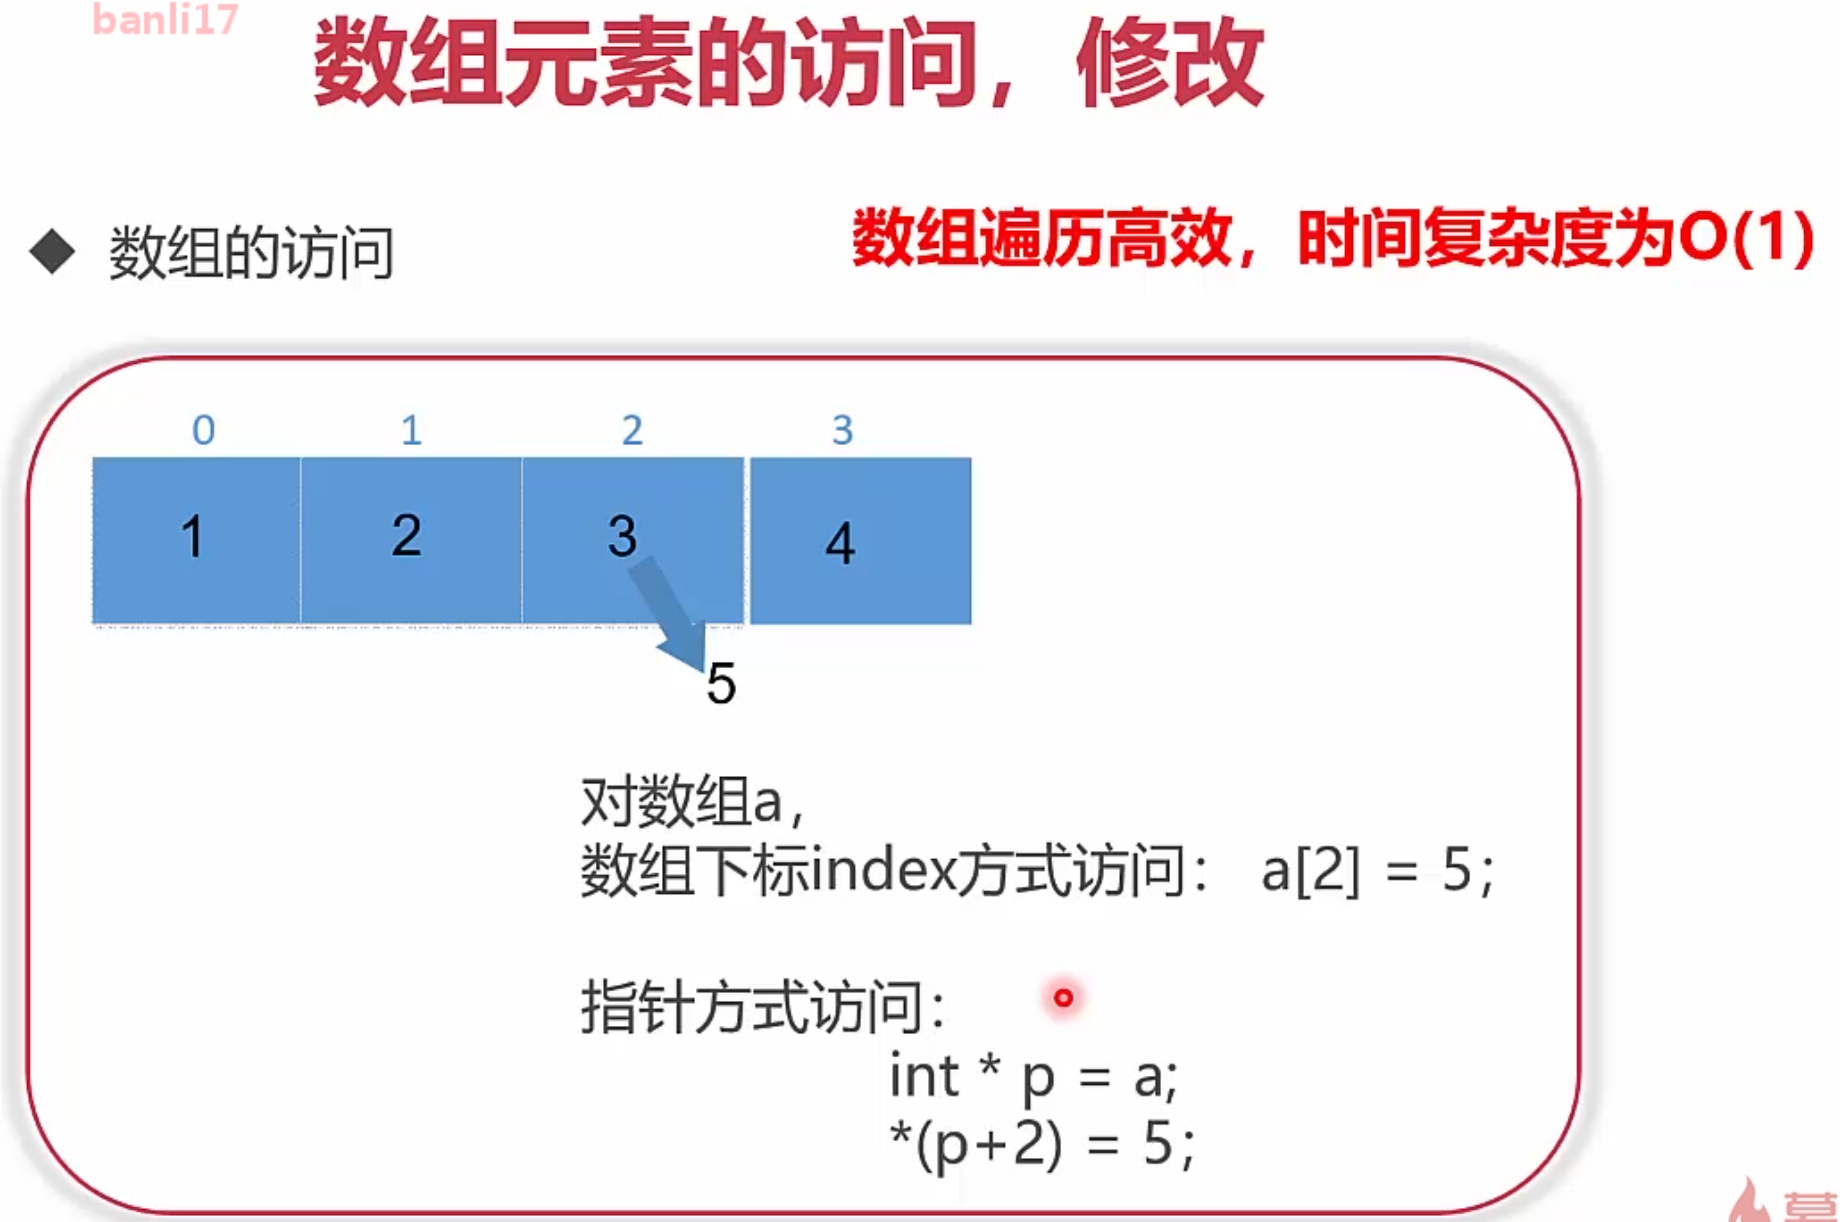 banli17
数组元素的访问，修改
◆ 数组的访问
数组遍历高效，时间复杂度为O(1)
0 1 2 3
1 2 3 4
5
对数组a，
数组下标index方式访问： a[2] = 5；
指针方式访问：
int * p = a;
*(p+2) = 5；